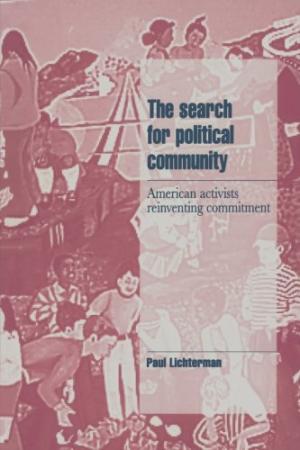 The search
for political
community
American activists
reinventing commitment
Paul Lichterman